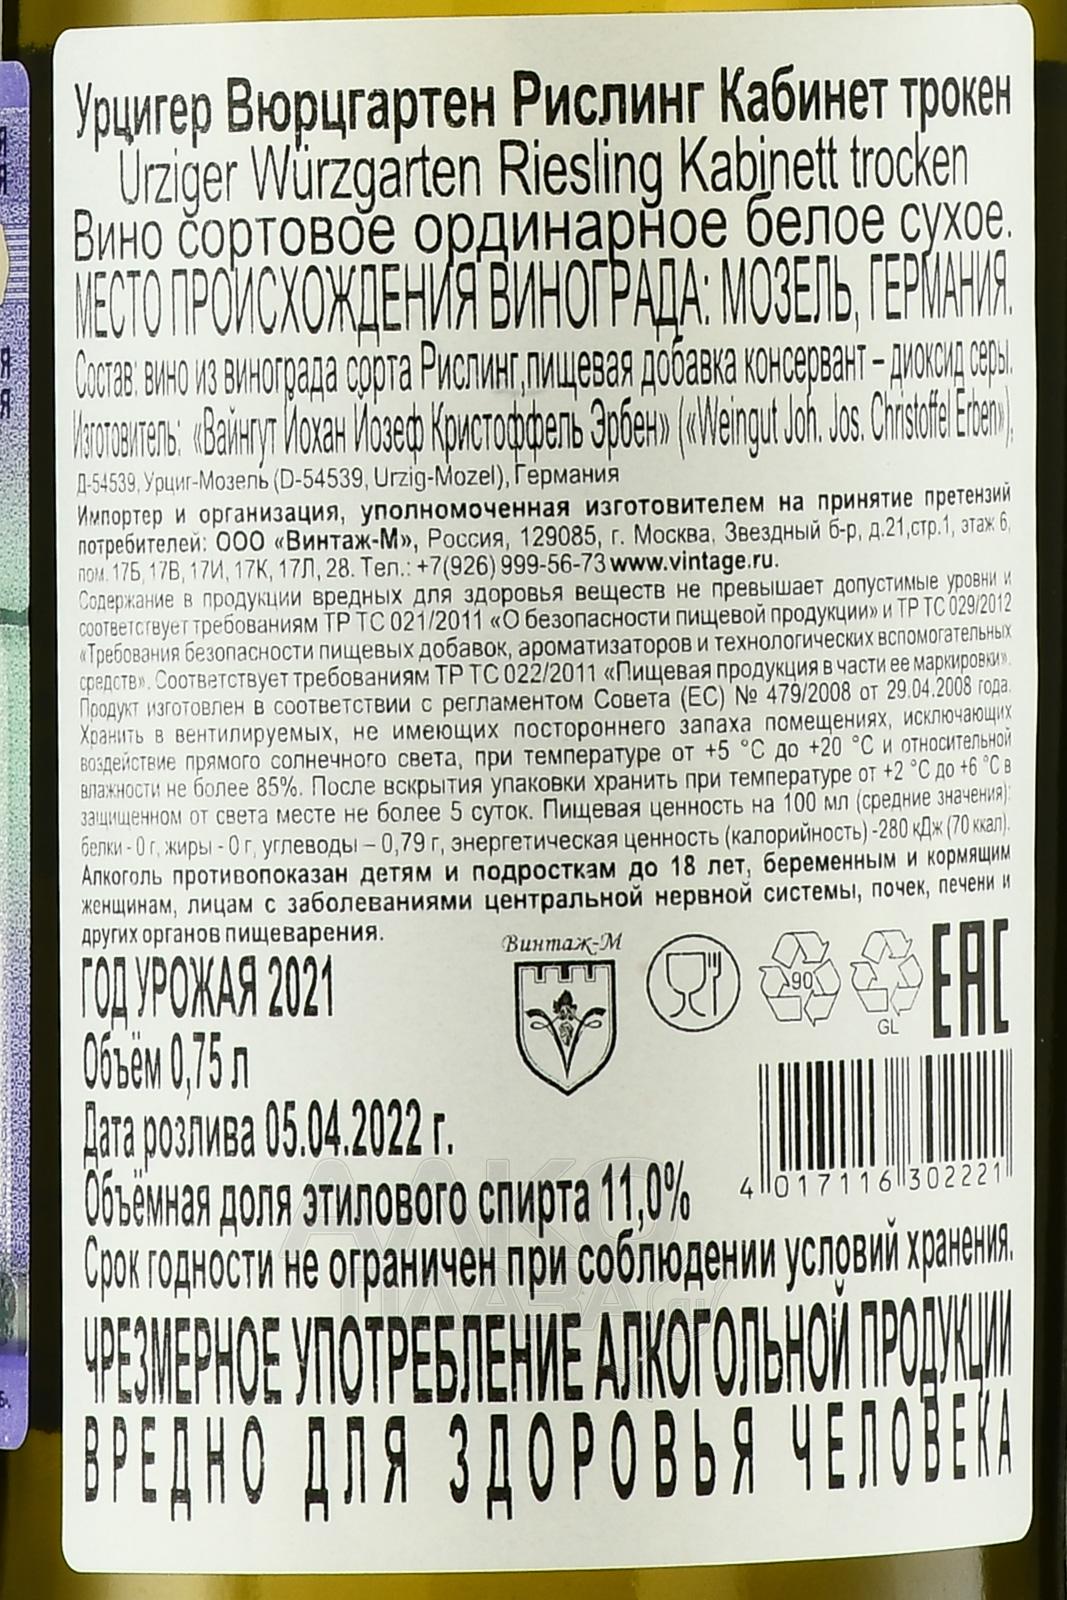 Урцигер Вюрцгартен Рислинг Кабинет трокен
Urziger Würzgarten Riesling Kabinett trocken
Вино сортовое ординарное белое сухое.
МЕСТО ПРОИСХОЖДЕНИЯ ВИНОГРАДА: МОЗЕЛЬ, ГЕРМАНИЯ.
Состав: вино из винограда сорта Рислинг,пищевая добавка консервант – диоксид серы.
Изготовитель: «Вайнгут Йохан Йозеф Кристоффель Эрбен» («Weingut Joh. Jos. Christoffel Erben»),
Д-54539, Урциг-Мозель (D-54539, Urzig-Mozel), Германия
Импортер и организация, уполномоченная изготовителем на принятие претензий
потребителей: ООО «Винтаж-М», Россия, 129085, г. Москва, Звездный б-р, д.21,стр.1, этаж 6,
пом. 17Б, 17В, 17И, 17К, 17Л, 28. Тел.: +7(926) 999-56-73 www.vintage.ru.
Содержание в продукции вредных для здоровья веществ не превышает допустимые уровни и
соответствует требованиям ТР ТС 021/2011 «О безопасности пищевой продукции» и ТР ТС 029/2012
«Требования безопасности пищевых добавок, ароматизаторов и технологических вспомогательных
средств». Соответствует требованиям ТР ТС 022/2011 «Пищевая продукция в части ее маркировки».
Продукт изготовлен в соответствии с регламентом Совета (ЕС) № 479/2008 от 29.04.2008 года.
Хранить в вентилируемых, не имеющих постороннего запаха помещениях, исключающих
воздействие прямого солнечного света, при температуре от +5 °С до +20 °С и относительной
влажности не более 85%. После вскрытия упаковки хранить при температуре от +2 °С до +6 °С в
защищенном от света месте не более 5 суток. Пищевая ценность на 100 мл (средние значения):
белки - 0 г, жиры - 0 г, углеводы – 0,79 г, энергетическая ценность (калорийность) -280 кДж (70 ккал).
Алкоголь противопоказан детям и подросткам до 18 лет, беременным и кормящим
женщинам, лицам с заболеваниями центральной нервной системы, почек, печени и
других органов пищеварения.
Винтаж-М
90
GL
EAC
ГОД УРОЖАЯ 2021
Объём 0,75 л
Дата розлива 05.04.2022 г.
Объёмная доля этилового спирта 11,0%
4 017116 302221
Срок годности не ограничен при соблюдении условий хранения.
ЧРЕЗМЕРНОЕ УПОТРЕБЛЕНИЕ АЛКОГОЛЬНОЙ ПРОДУКЦИИ
ВРЕДНО ДЛЯ ЗДОРОВЬЯ ЧЕЛОВЕКА